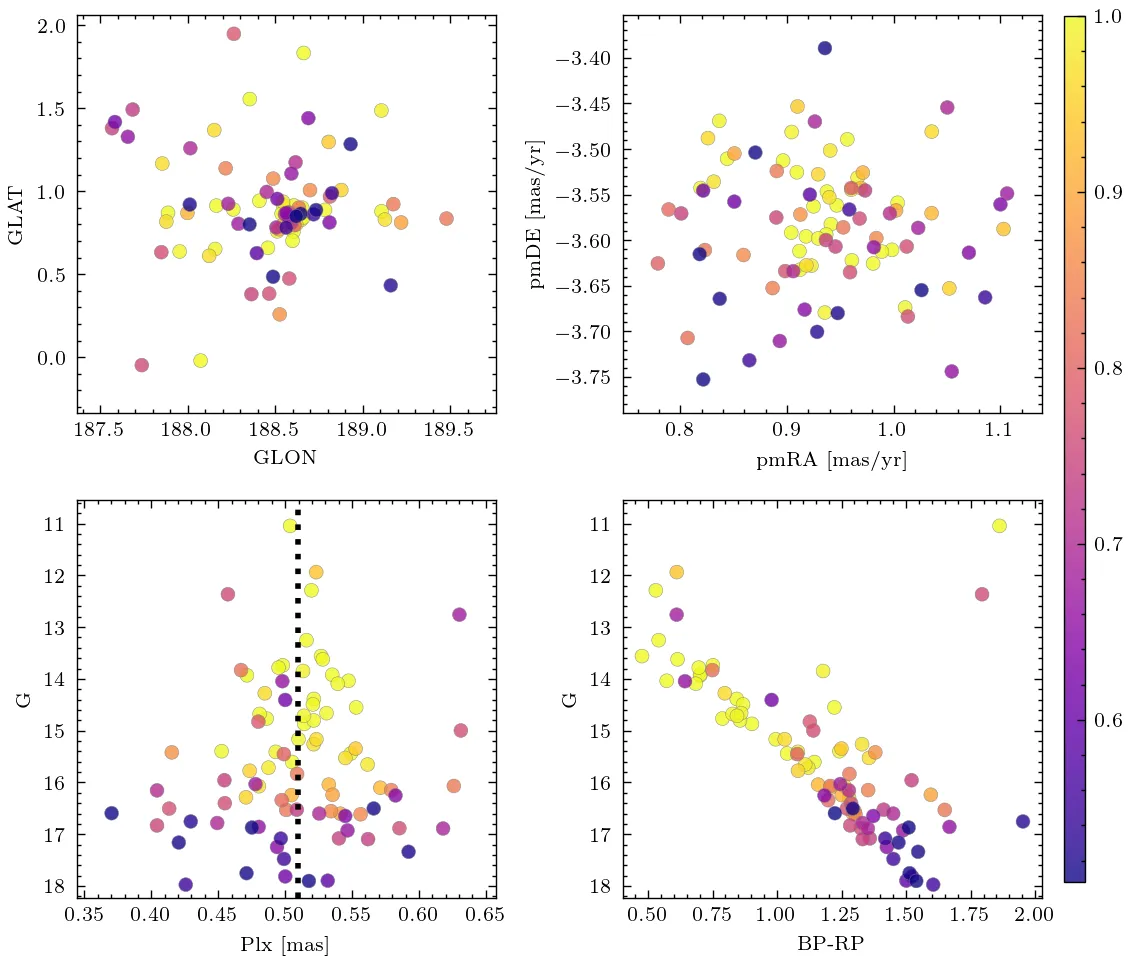 2.0
1.5
1.0
0.5
0.0
GLAT
187.5 188.0 188.5 189.0 189.5
GLON
−3.40
−3.45
−3.50
−3.55
−3.60
−3.65
−3.70
−3.75
pmDE [mas/yr]
0.8 0.9 1.0 1.1
pmRA [mas/yr]
11
12
13
14
15
16
17
18
G
0.35 0.40 0.45 0.50 0.55 0.60 0.65
Plx [mas]
11
12
13
14
15
16
17
18
G
0.50 0.75 1.00 1.25 1.50 1.75 2.00
BP-RP
1.0
0.9
0.8
0.7
0.6